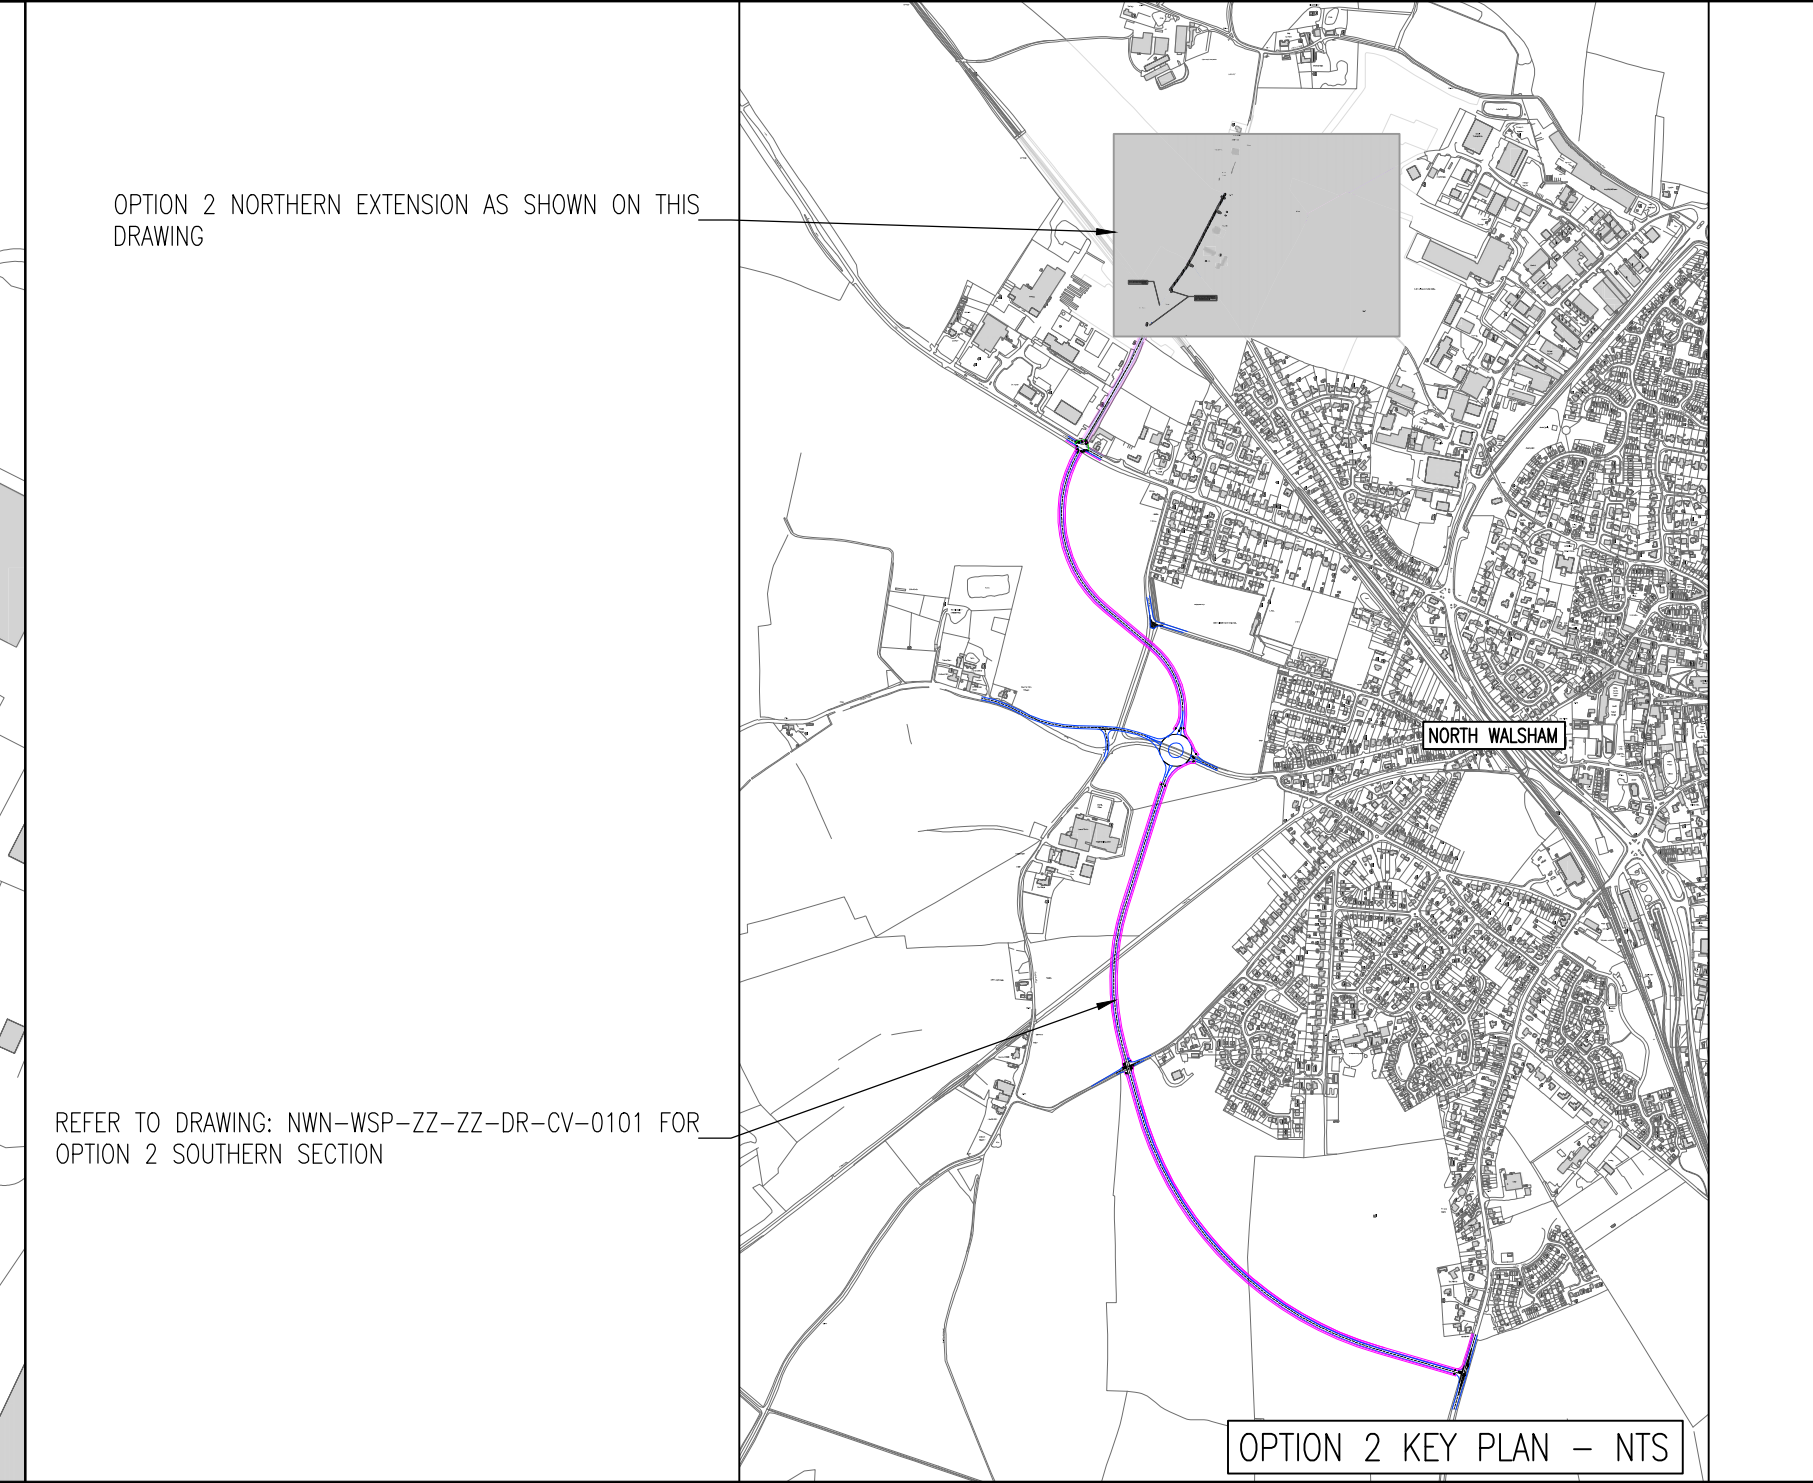 OPTION 2 NORTHERN EXTENSION AS SHOWN ON THIS
DRAWING
NORTH WALSHAM
REFER TO DRAWING: NWN-WSP-ZZ-ZZ-DR-CV-0101 FOR
OPTION 2 SOUTHERN SECTION
OPTION 2 KEY PLAN - NTS